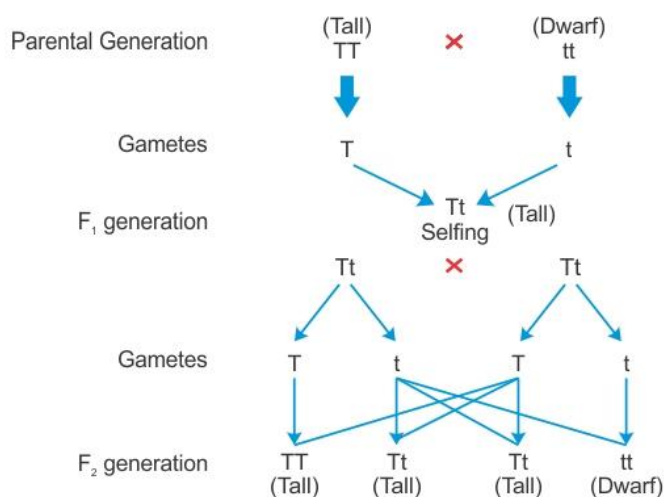 Parental Generation (Tall) (Dwarf)
TT × tt
Gametes T t
F₁ generation Tt (Tall)
Selfing
Tt × Tt
Gametes T t T t
F₂ generation TT Tt Tt tt
(Tall) (Tall) (Tall) (Dwarf)